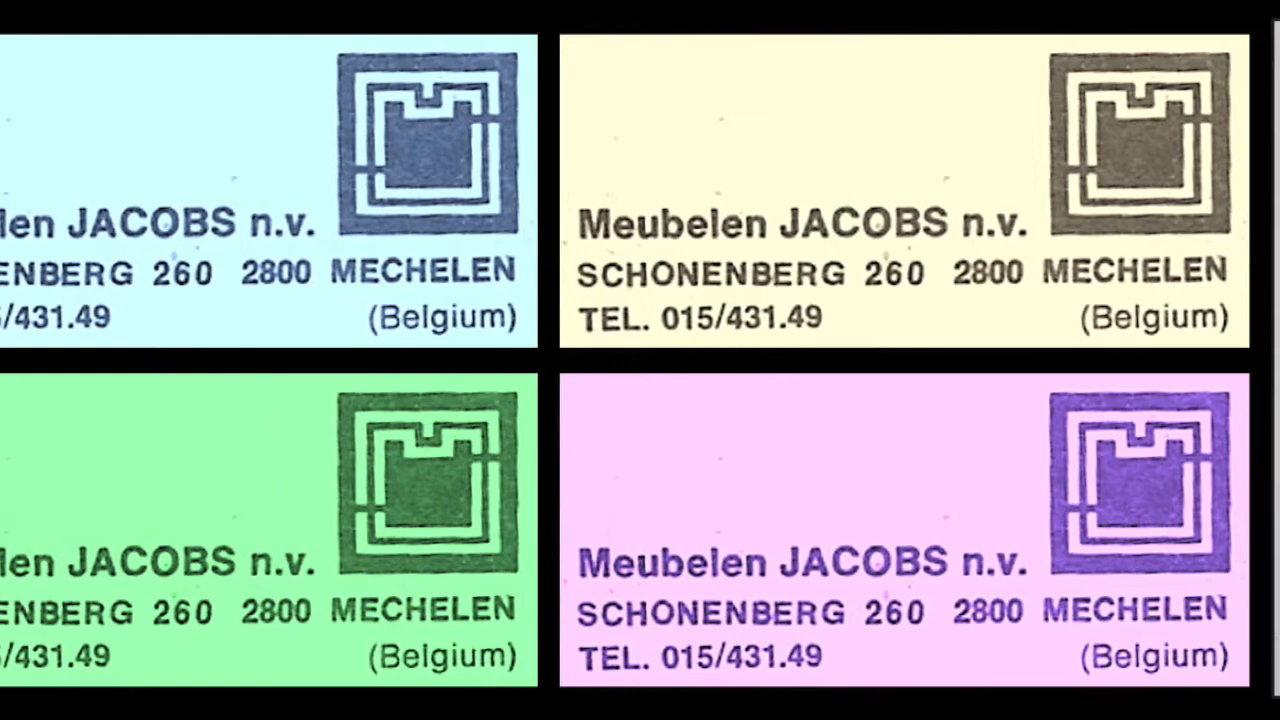 len JACOBS n.v.
ENBERG 260 2800 MECHELEN
/431.49 (Belgium)
Meubelen JACOBS n.v.
SCHONENBERG 260 2800 MECHELEN
TEL. 015/431.49 (Belgium)
len JACOBS n.v.
ENBERG 260 2800 MECHELEN
/431.49 (Belgium)
Meubelen JACOBS n.v.
SCHONENBERG 260 2800 MECHELEN
TEL. 015/431.49 (Belgium)